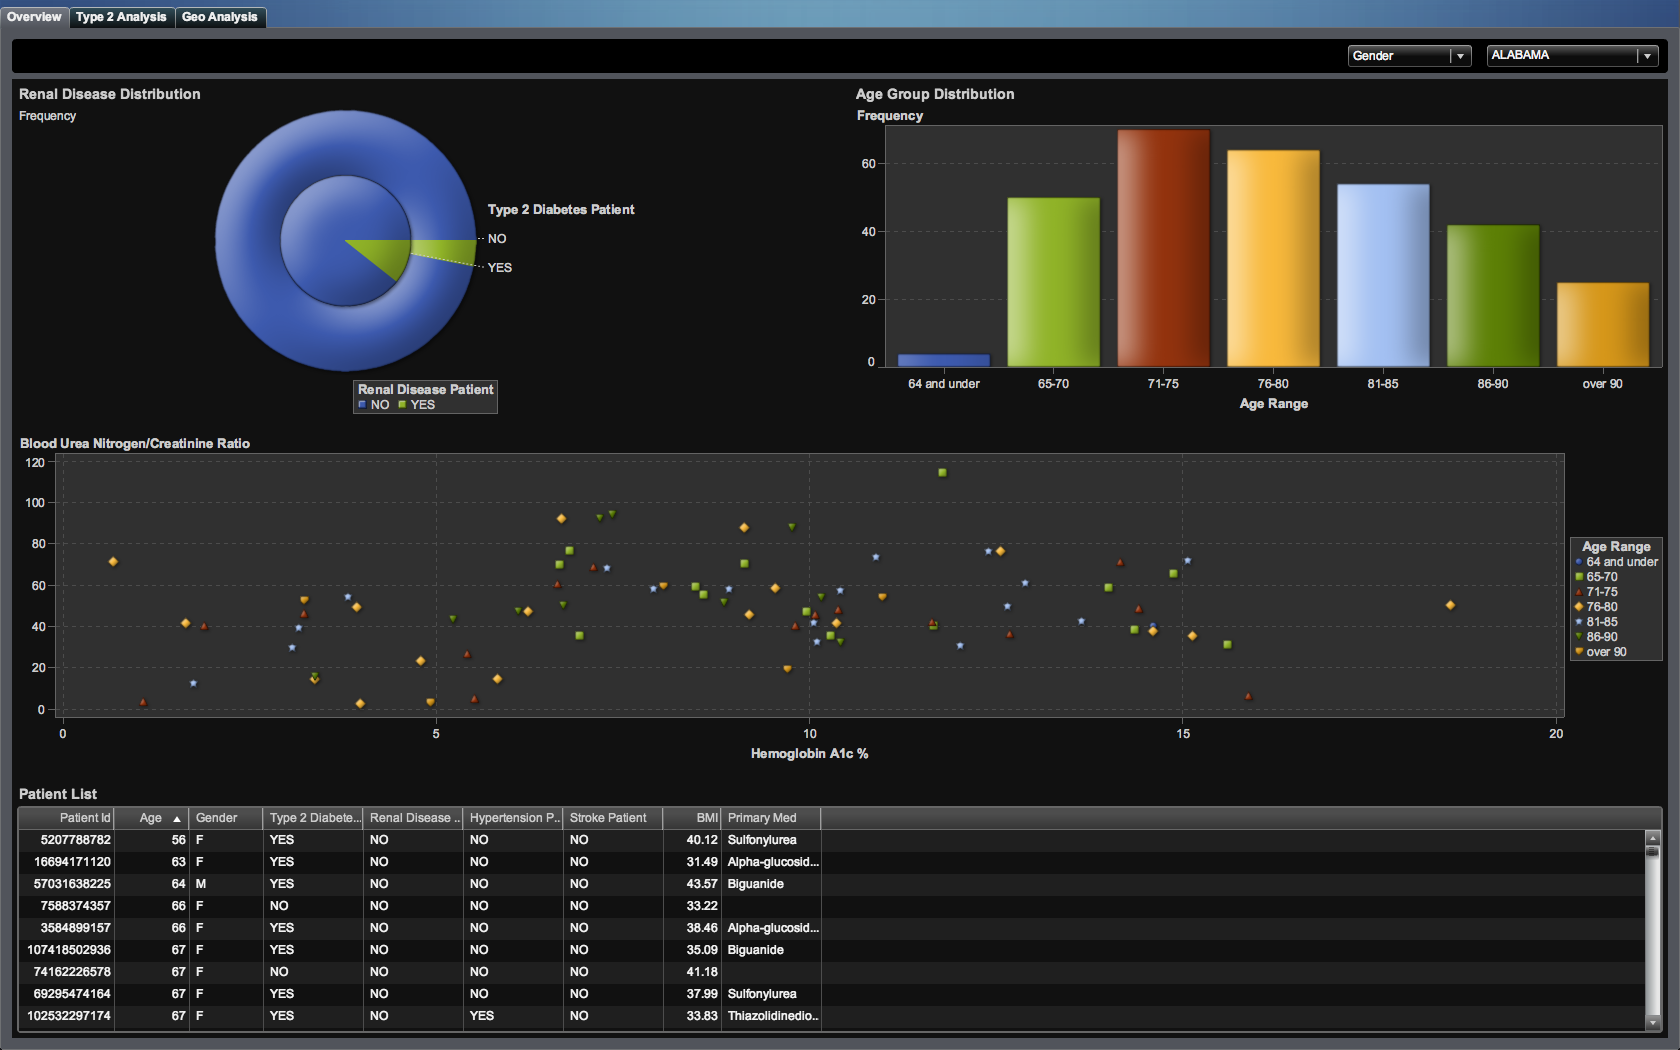 Overview Type 2 Analysis Geo Analysis
Gender ALABAMA
Renal Disease Distribution
Frequency
Type 2 Diabetes Patient
NO
YES
Renal Disease Patient
NO YES
Age Group Distribution
Frequency
60
40
20
0
64 and under 65-70 71-75 76-80 81-85 86-90 over 90
Age Range
Blood Urea Nitrogen/Creatinine Ratio
120
100
80
60
40
20
0
0 5 10 15 20
Hemoglobin A1c %
Age Range
64 and under
65-70
71-75
76-80
81-85
86-90
over 90
Patient List
Patient Id Age Gender Type 2 Diabete... Renal Disease .. Hypertension P.. Stroke Patient BMI Primary Med
5207788782 56 F YES NO NO NO 40.12 Sulfonylurea
16694171120 63 F YES NO NO NO 31.49 Alpha-glucosid...
57031638225 64 M YES NO NO NO 43.57 Biguanide
7588374357 66 F NO NO NO NO 33.22
3584899157 66 F YES NO NO NO 38.46 Alpha-glucosid...
107418502936 67 F YES NO NO NO 35.09 Biguanide
74162226578 67 F NO NO NO NO 41.18
69295474164 67 F YES NO NO NO 37.99 Sulfonylurea
102532297174 67 F YES NO YES NO 33.83 Thiazolidinedio..